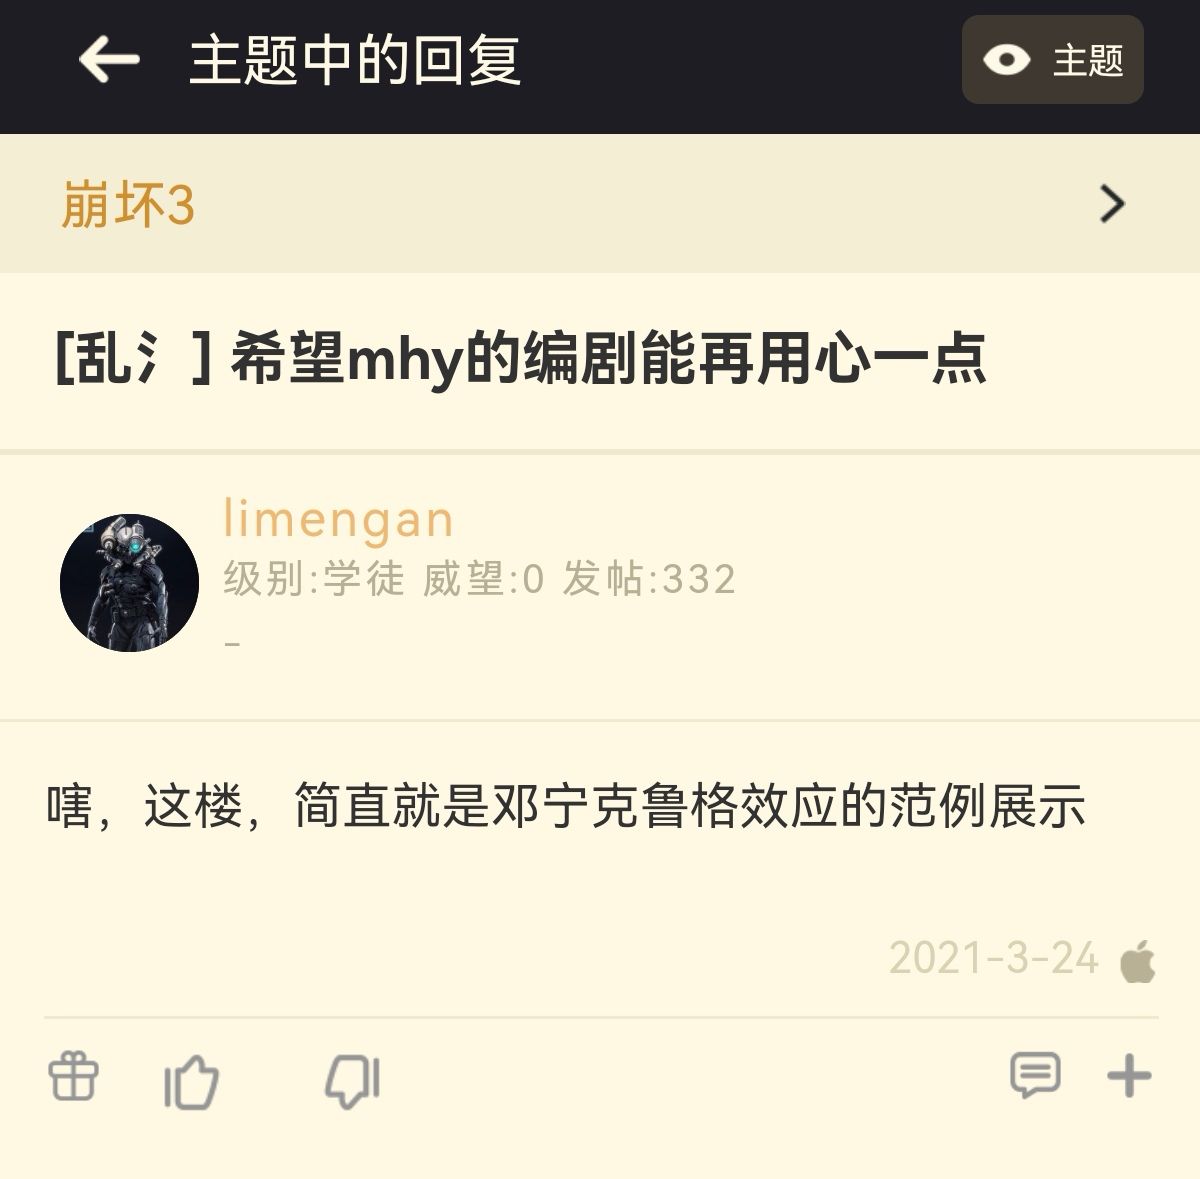 主题中的回复
主题
崩坏3
[乱氵] 希望mhy的编剧能再用心一点
limengan
级别:学徒 威望:0 发帖:332
-
嗐，这楼，简直就是邓宁克鲁格效应的范例展示
2021-3-24